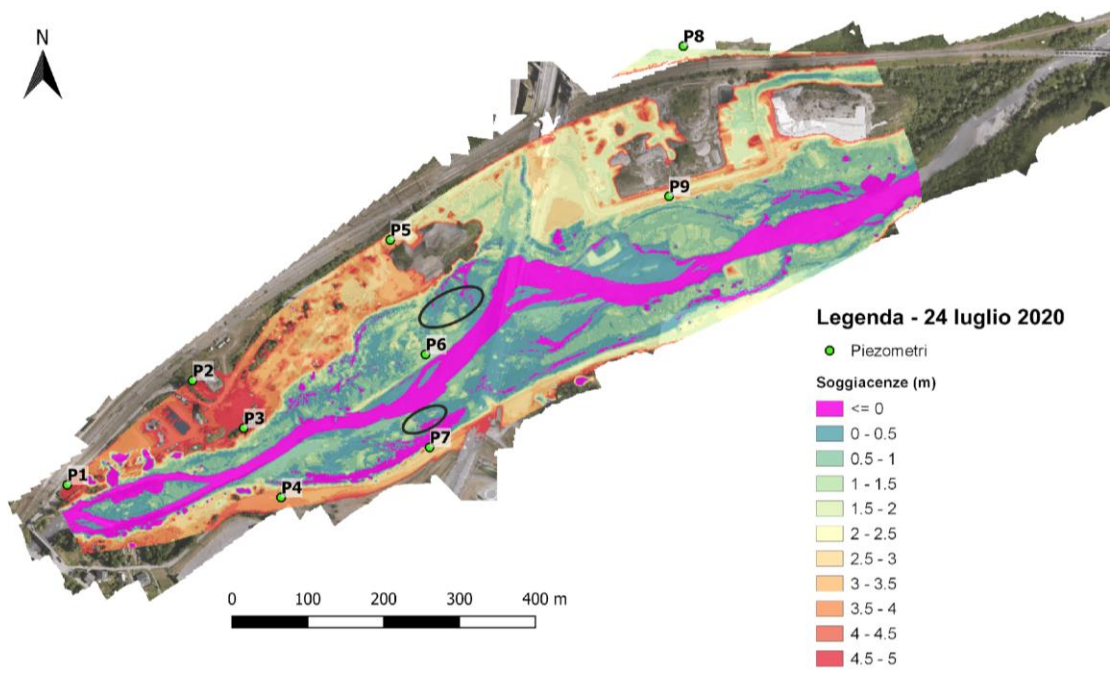 N
P8
P9
P5
P6
P2
P3
P7
P1
P4
0 100 200 300 400 m
Legenda - 24 luglio 2020
Piezometri
Soggiacenze (m)
<= 0
0 - 0.5
0.5 - 1
1 - 1.5
1.5 - 2
2 - 2.5
2.5 - 3
3 - 3.5
3.5 - 4
4 - 4.5
4.5 - 5